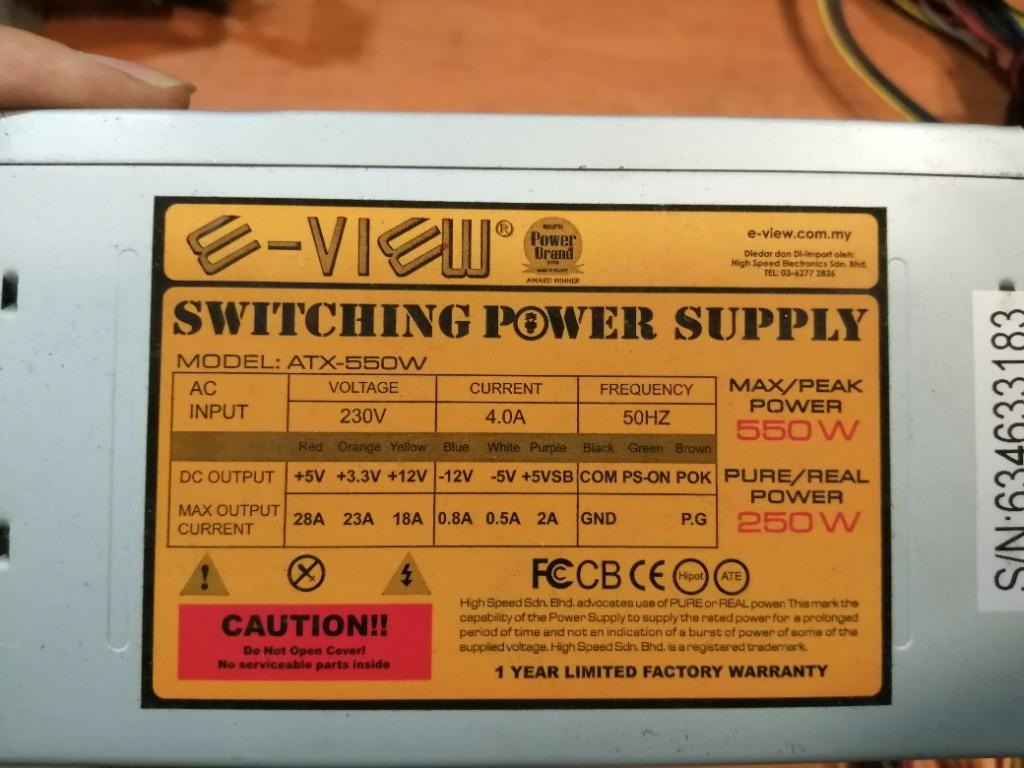 E-VIEW®
Power
Brand
AWARD WINNER
e-view.com.my
Diedar dan Di-Import oleh:
High Speed Electronics Sdn. Bhd.
TEL: 03-6277 2836
SWITCHING POWER SUPPLY
MODEL: ATX-550W
AC INPUT VOLTAGE CURRENT FREQUENCY
230V 4.0A 50HZ
MAX/PEAK
POWER
550W
Red Orange Yellow Blue White Purple Black Green Brown
DC OUTPUT +5V +3.3V +12V -12V -5V +5VSB COM PS-ON POK
MAX OUTPUT
CURRENT 28A 23A 18A 0.8A 0.5A 2A GND P.G
PURE/REAL
POWER
250W
FC CB CE Hipot ATE
CAUTION!!
Do Not Open Cover!
No serviceable parts inside
High Speed Sdn. Bhd. advocates use of PURE or REAL power. This mark the
capability of the Power Supply to supply the rated power for a prolonged
period of time and not an indication of a burst of power of some of the
supplied voltage. High Speed Sdn. Bhd. is a registered trademark.
1 YEAR LIMITED FACTORY WARRANTY
S/N:634633183